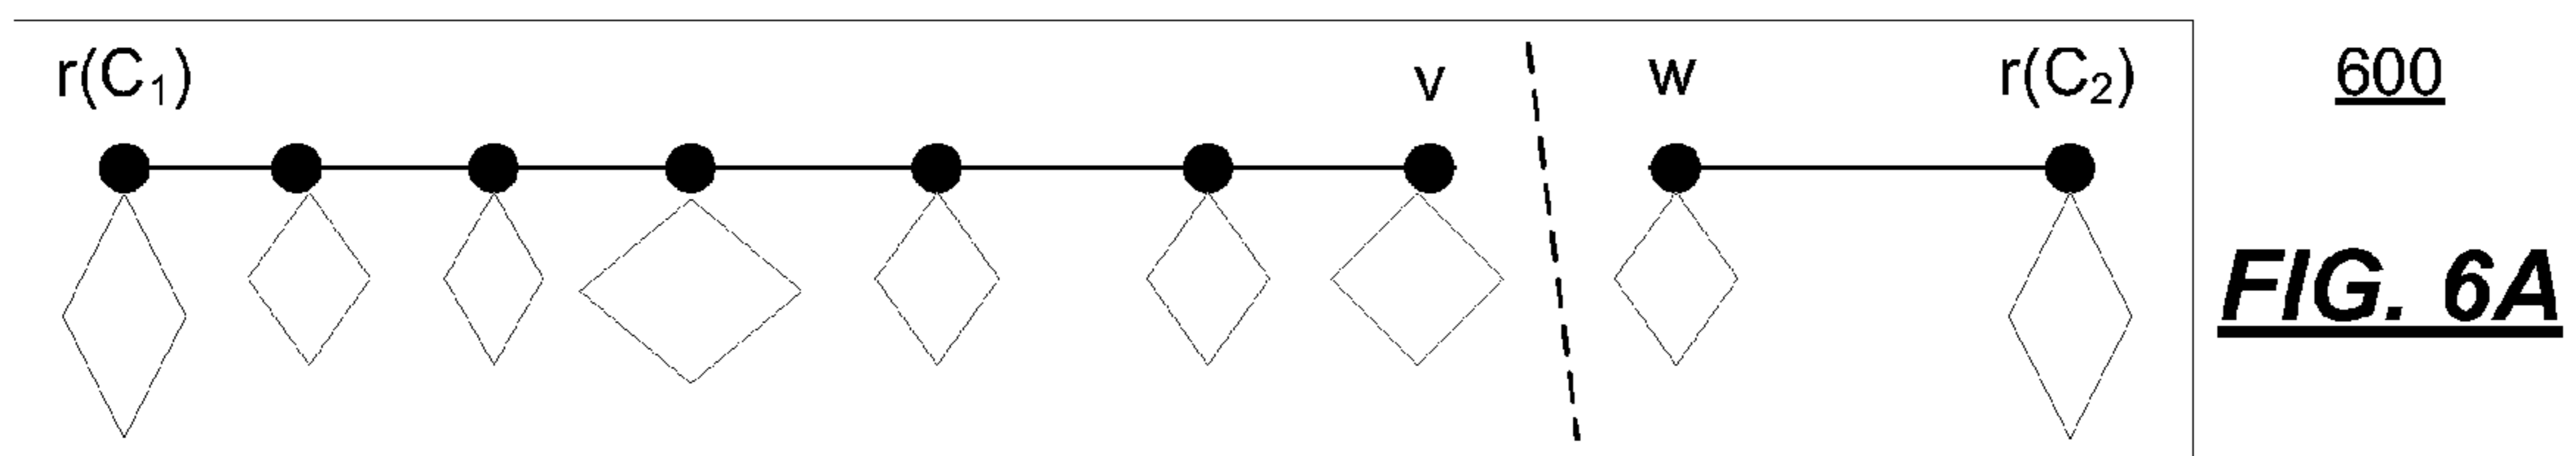 r(C₁) v w r(C₂) 600
FIG. 6A